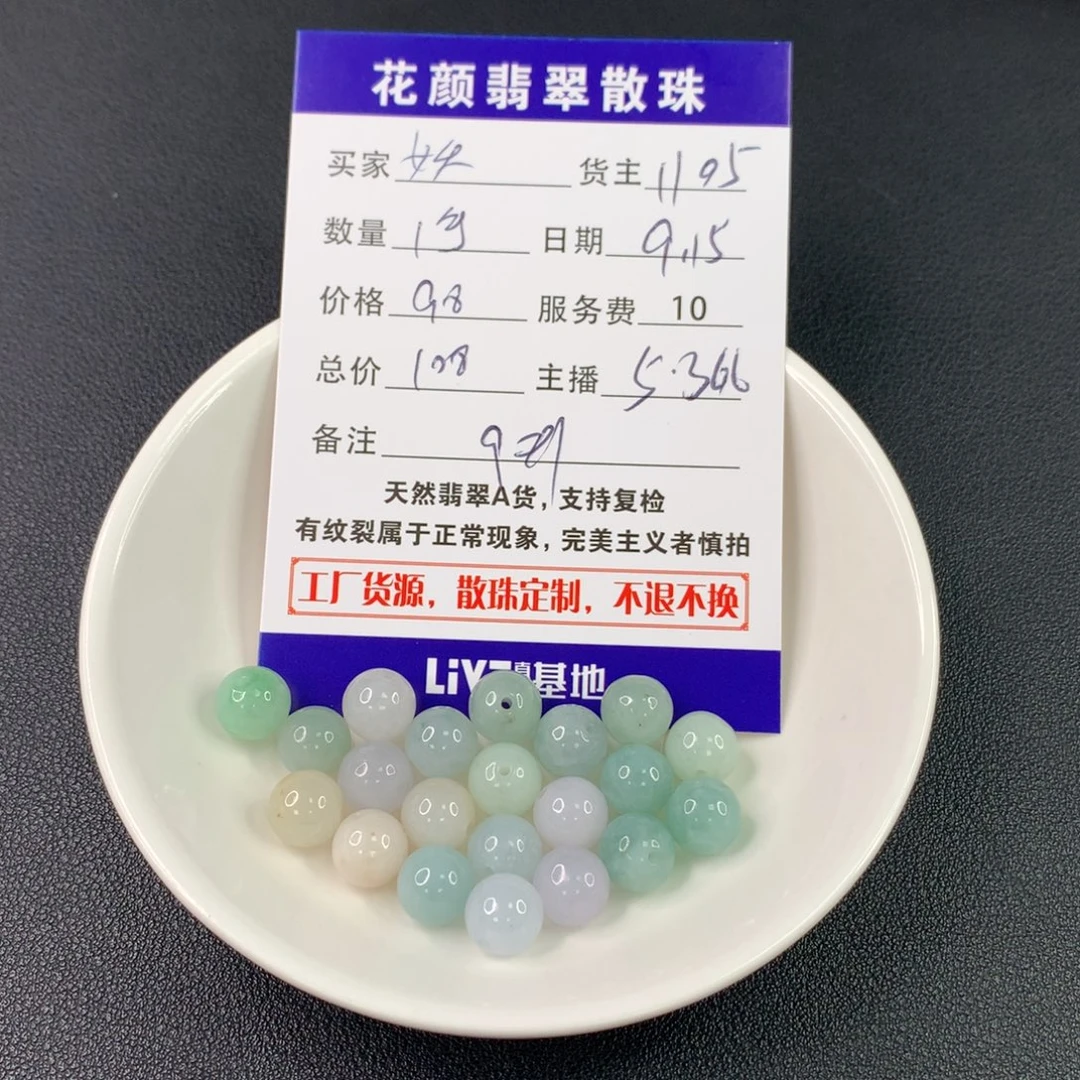 花颜翡翠散珠
买家 货主 1195
数量 1 日期 9.15
价格 98 服务费 10
总价 108 主播 5.366
备注
天然翡翠A货，支持复检
有纹裂属于正常现象，完美主义者慎拍
工厂货源，散珠定制，不退不换
LiVE 基地